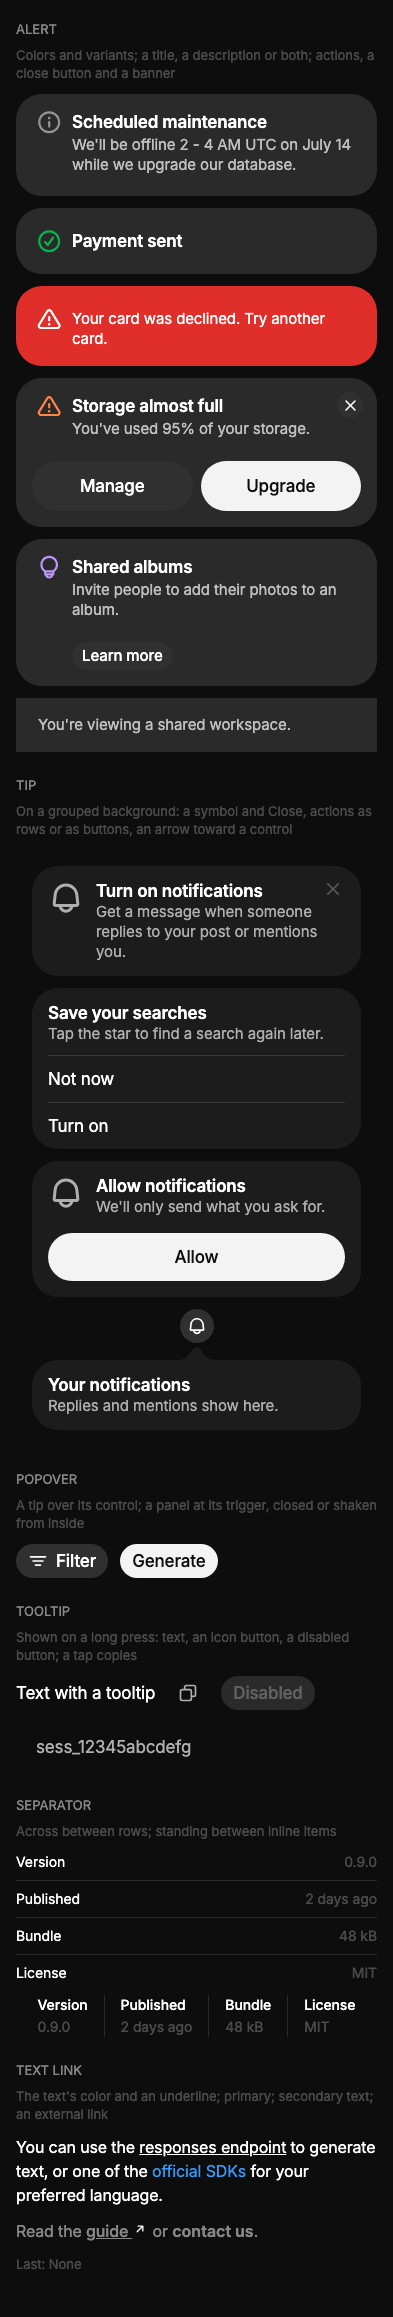 ALERT
Colors and variants; a title, a description or both; actions, a
close button and a banner
Scheduled maintenance
We'll be offline 2 - 4 AM UTC on July 14
while we upgrade our database.
Payment sent
Your card was declined. Try another
card.
Storage almost full
You've used 95% of your storage.
Manage
Upgrade
Shared albums
Invite people to add their photos to an
album.
Learn more
You're viewing a shared workspace.
TIP
On a grouped background: a symbol and Close, actions as
rows or as buttons, an arrow toward a control
Turn on notifications
Get a message when someone
replies to your post or mentions
you.
Save your searches
Tap the star to find a search again later.
Not now
Turn on
Allow notifications
We'll only send what you ask for.
Allow
Your notifications
Replies and mentions show here.
POPOVER
A tip over its control; a panel at its trigger, closed or shaken
from inside
Filter
Generate
TOOLTIP
Shown on a long press: text, an icon button, a disabled
button; a tap copies
Text with a tooltip
Disabled
sess_12345abcdefg
SEPARATOR
Across between rows; standing between inline items
Version 0.9.0
Published 2 days ago
Bundle 48 kB
License MIT
Version Published Bundle License
0.9.0 2 days ago 48 kB MIT
TEXT LINK
The text's color and an underline; primary; secondary text;
an external link
You can use the responses endpoint to generate
text, or one of the official SDKs for your
preferred language.
Read the guide ↗ or contact us.
Last: None